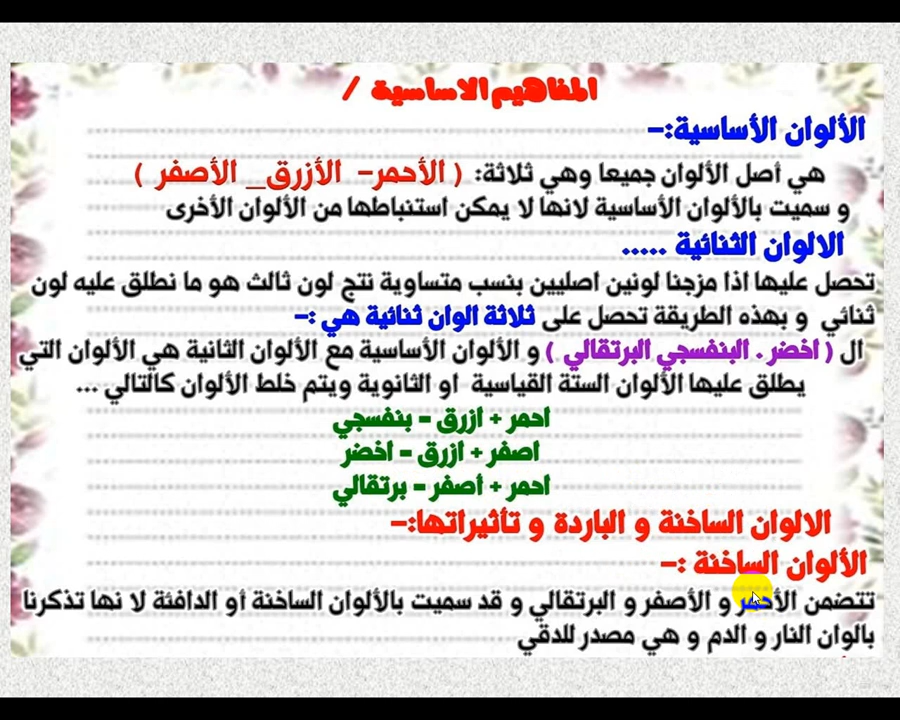 المفاهيم الاساسية /
الألوان الأساسية:-
هي أصل الألوان جميعا وهي ثلاثة: ( الأحمر- الأزرق_ الأصفر )
و سميت بالألوان الأساسية لانها لا يمكن استنباطها من الألوان الأخرى
الالوان الثنائية .....
تحصل عليها اذا مزجنا لونين اصليين بنسب متساوية نتج لون ثالث هو ما نطلق عليه لون
ثنائي و بهذه الطريقة تحصل على ثلاثة الوان ثنائية هي :-
ال ( اخضر . البنفسجي البرتقالي ) و الألوان الأساسية مع الألوان الثانية هي الألوان التي
يطلق عليها الألوان الستة القياسية او الثانوية ويتم خلط الألوان كالتالي ...
احمر + ازرق = بنفسجي
اصفر + ازرق = اخضر
احمر + أصفر = برتقالي
الالوان الساخنة و الباردة و تأثيراتها:-
الألوان الساخنة :-
تتضمن الأحمر و الأصفر و البرتقالي و قد سميت بالألوان الساخنة أو الدافئة لا نها تذكرنا
بالوان النار و الدم و هي مصدر للدقي